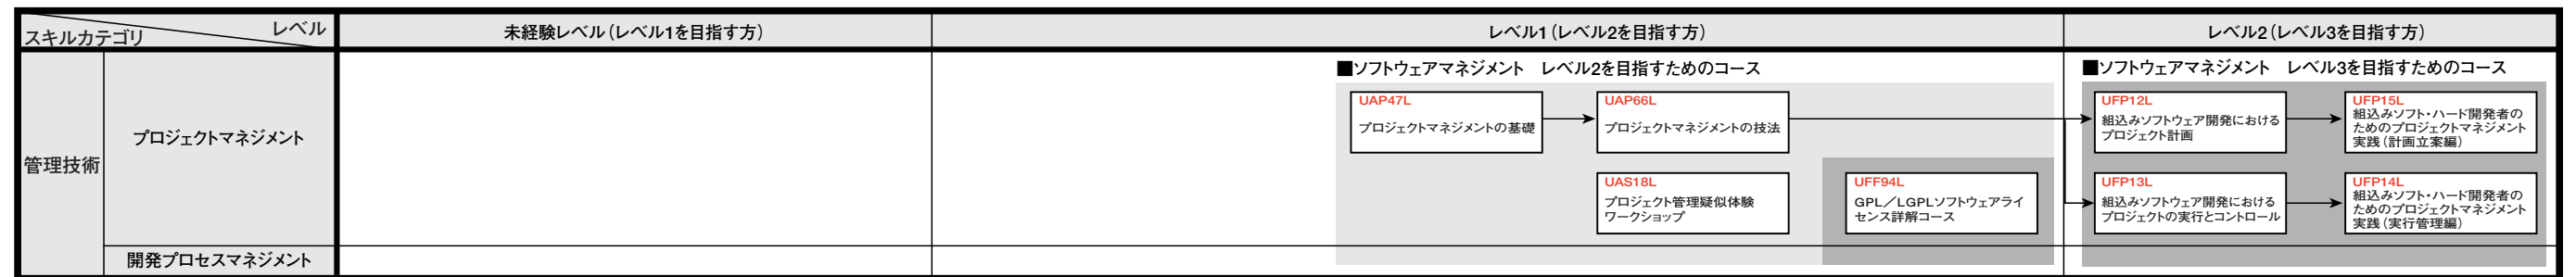 レベル
スキルカテゴリ
未経験レベル（レベル1を目指す方）
レベル1（レベル2を目指す方）
レベル2（レベル3を目指す方）
管理技術
プロジェクトマネジメント
■ソフトウェアマネジメント　レベル2を目指すためのコース
UAP47L
プロジェクトマネジメントの基礎
UAP66L
プロジェクトマネジメントの技法
UAS18L
プロジェクト管理疑似体験
ワークショップ
UFF94L
GPL／LGPLソフトウェアライ
センス詳解コース
■ソフトウェアマネジメント　レベル3を目指すためのコース
UFP12L
組込みソフトウェア開発における
プロジェクト計画
UFP15L
組込みソフト・ハード開発者の
ためのプロジェクトマネジメント
実践（計画立案編）
UFP13L
組込みソフトウェア開発における
プロジェクトの実行とコントロール
UFP14L
組込みソフト・ハード開発者の
ためのプロジェクトマネジメント
実践（実行管理編）
開発プロセスマネジメント